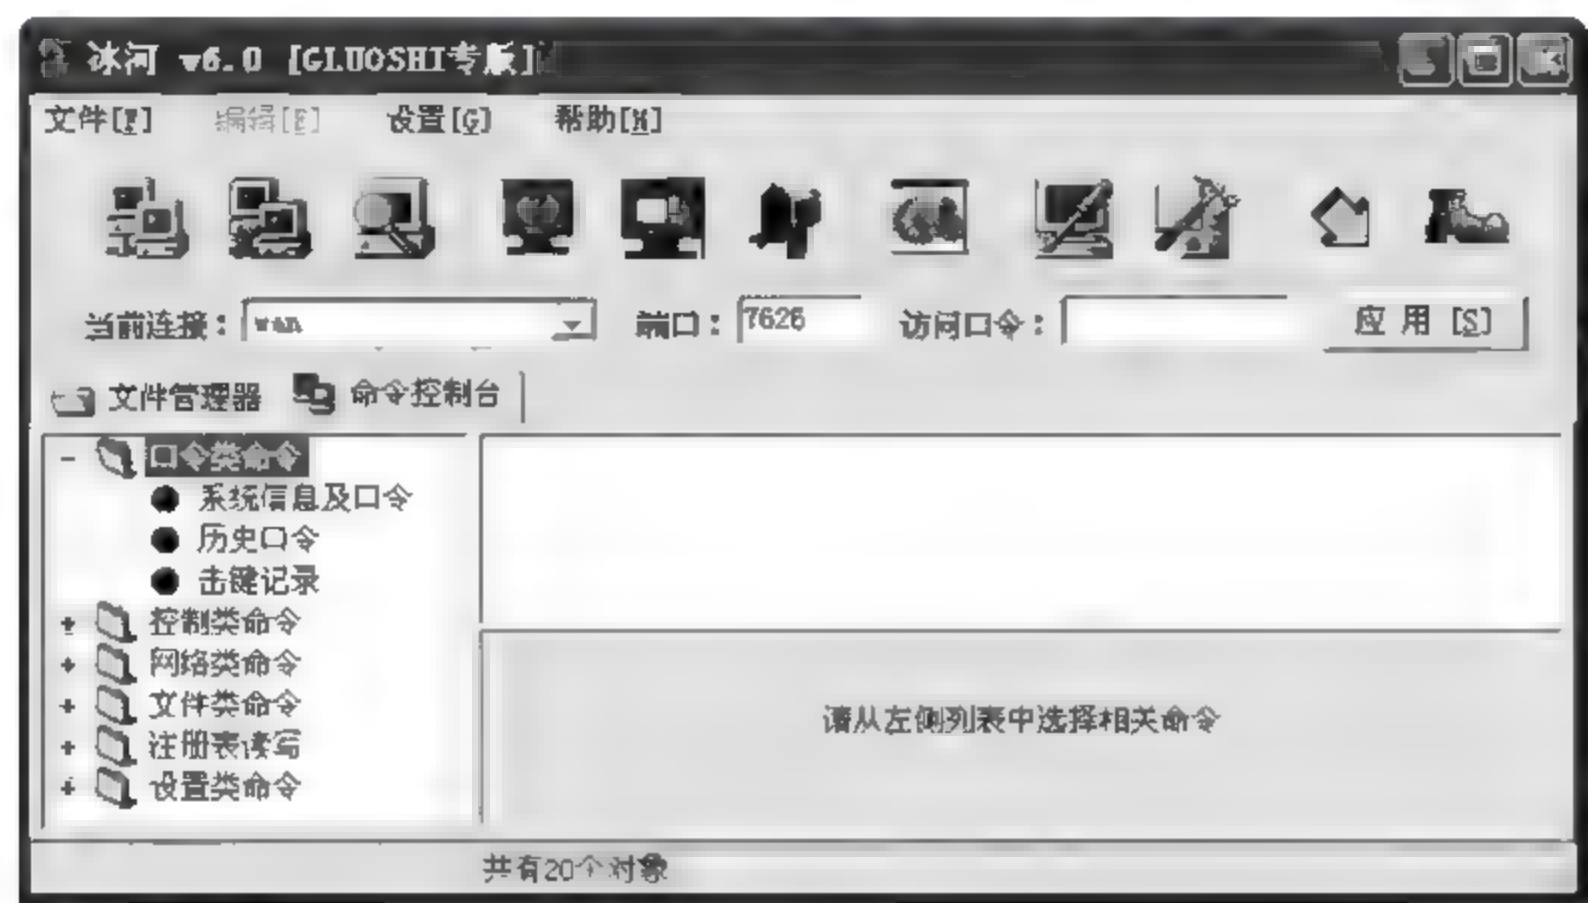 冰河 v6.0 [GLUOSHI专版]
文件[F] 编辑[E] 设置[G] 帮助[H]
当前连接: wan 端口: 7626 访问口令: 应用[S]
文件管理器 命令控制台
口令类命令
系统信息及口令
历史口令
击键记录
控制类命令
网络类命令
文件类命令
注册表读写
设置类命令
请从左侧列表中选择相关命令
共有20个对象